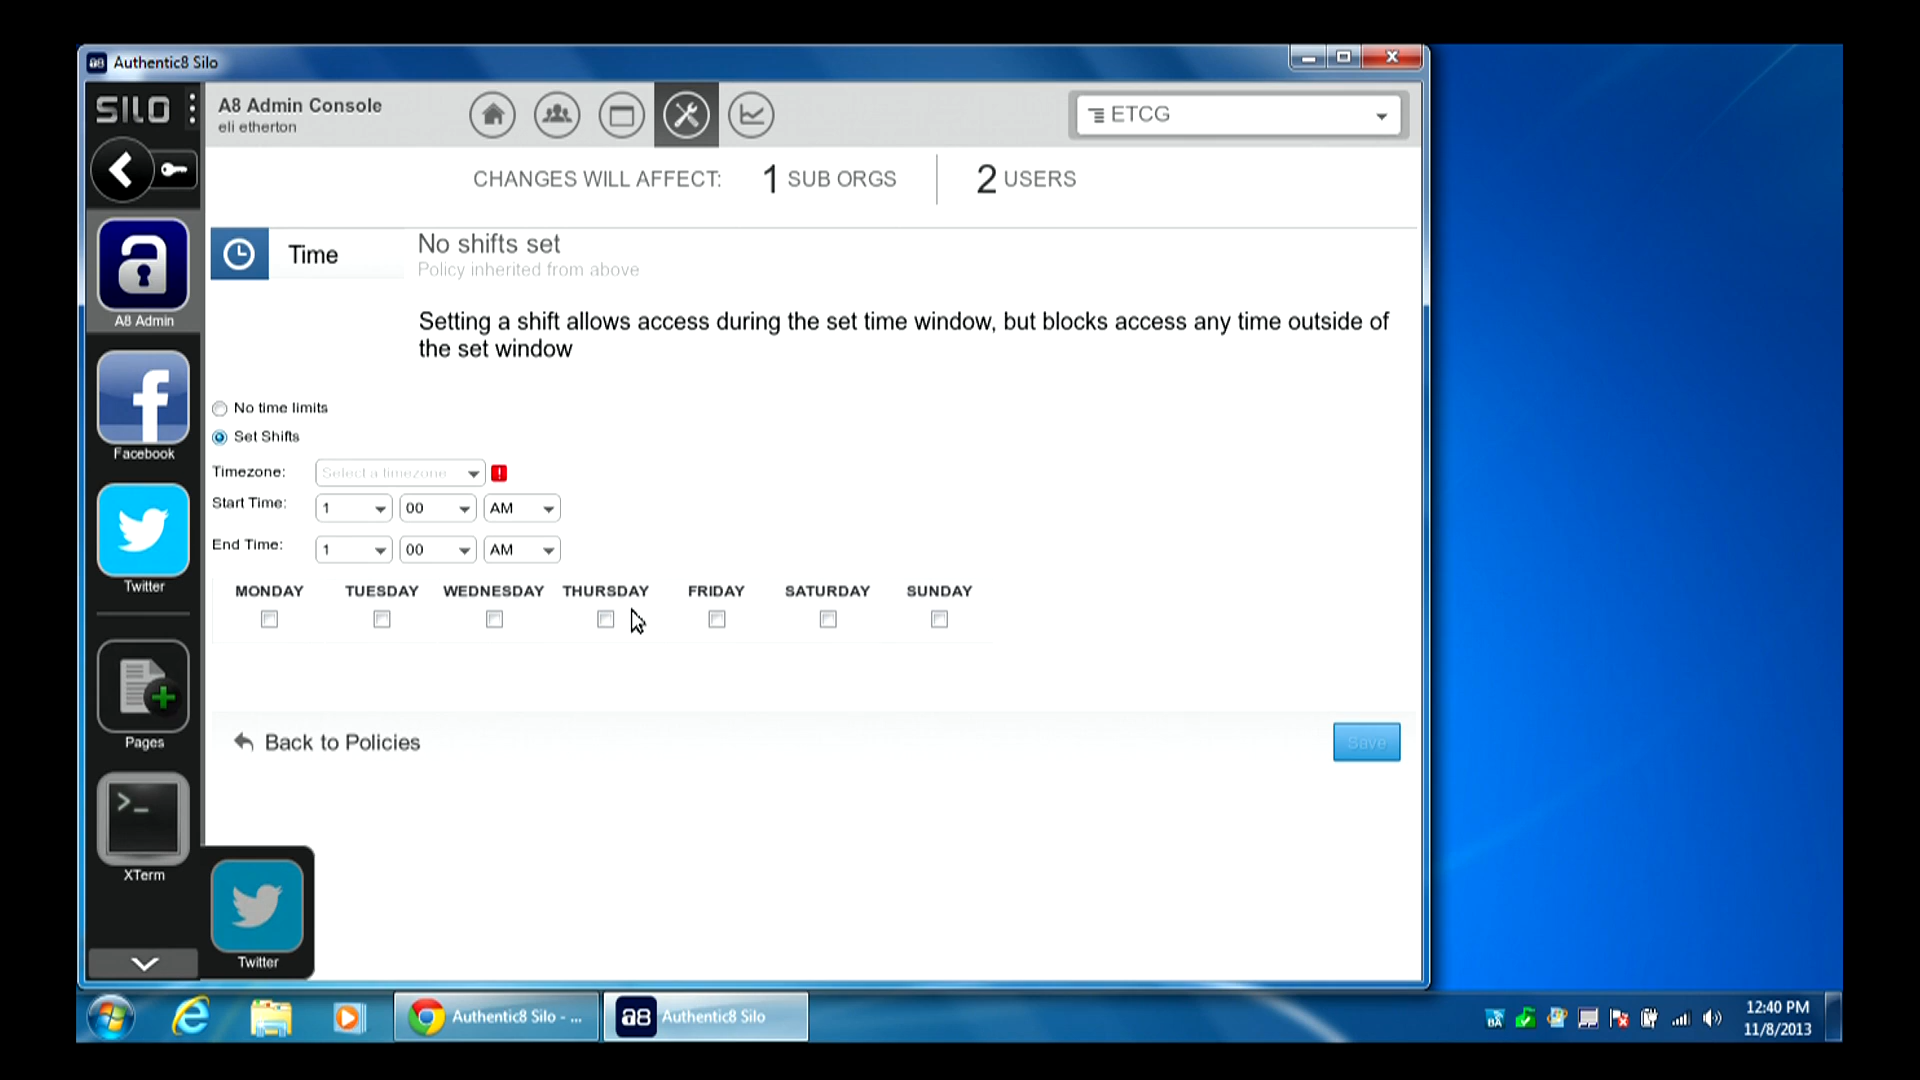 a8 Authentic8 Silo
SILO
A8 Admin Console
eli etherton
ETCG
CHANGES WILL AFFECT: 1 SUB ORGS 2 USERS
Time
No shifts set
Policy inherited from above
Setting a shift allows access during the set time window, but blocks access any time outside of
the set window
No time limits
Set Shifts
Timezone: Select a timezone !
Start Time: 1 00 AM
End Time: 1 00 AM
MONDAY TUESDAY WEDNESDAY THURSDAY FRIDAY SATURDAY SUNDAY
Back to Policies
Save
A8 Admin
Facebook
Twitter
Pages
>_
XTerm
Twitter
Authentic8 Silo - ...
a8 Authentic8 Silo
12:40 PM
11/8/2013